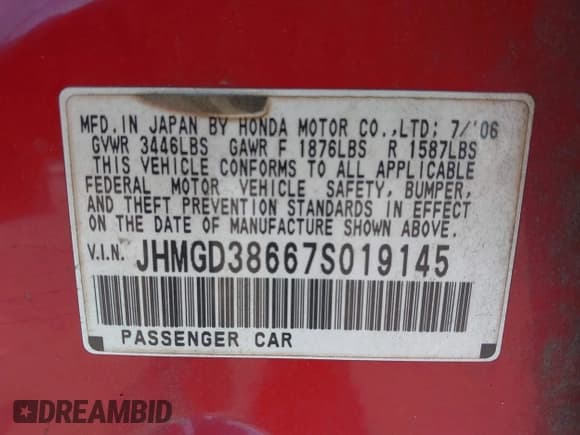 MFD. IN JAPAN BY HONDA MOTOR CO.,LTD; 7/'06
GVWR 3446LBS GAWR F 1876LBS R 1587LBS
THIS VEHICLE CONFORMS TO ALL APPLICABLE
FEDERAL MOTOR VEHICLE SAFETY, BUMPER,
AND THEFT PREVENTION STANDARDS IN EFFECT
ON THE DATE OF MANUFACTURE SHOWN ABOVE.
V.I.N. JHMGD38667S019145
PASSENGER CAR
DREAMBID